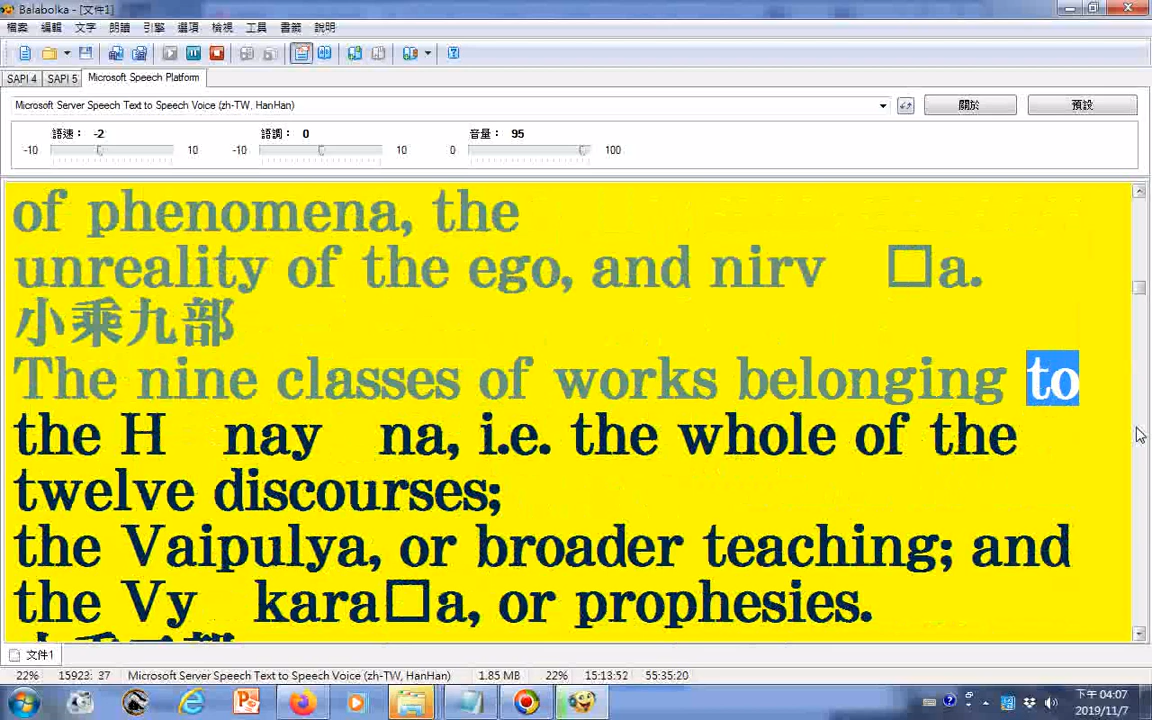 Balabolka - [文件1]
檔案 編輯 文字 朗讀 引擎 選項 檢視 工具 書籤 說明
SAPI 4 SAPI 5 Microsoft Speech Platform
Microsoft Server Speech Text to Speech Voice (zh-TW, HanHan) 關於 預設
語速： -2 語調： 0 音量： 95
-10 10 -10 10 0 100
of phenomena, the
unreality of the ego, and nirv □a.
小乘九部
The nine classes of works belonging to
the H nay na, i.e. the whole of the
twelve discourses;
the Vaipulya, or broader teaching; and
the Vy kara□a, or prophesies.
文件1
22% 15923: 37 Microsoft Server Speech Text to Speech Voice (zh-TW, HanHan) 1.85 MB 22% 15:13:52 55:35:20
下午 04:07
2019/11/7